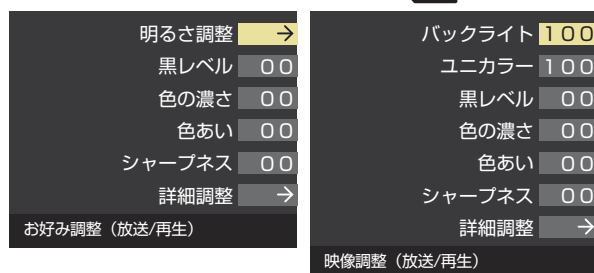 明るさ調整 →
黒レベル 00
色の濃さ 00
色あい 00
シャープネス 00
詳細調整 →
お好み調整（放送/再生）
バックライト 100
ユニカラー 100
黒レベル 00
色の濃さ 00
色あい 00
シャープネス 00
詳細調整 →
映像調整（放送/再生）